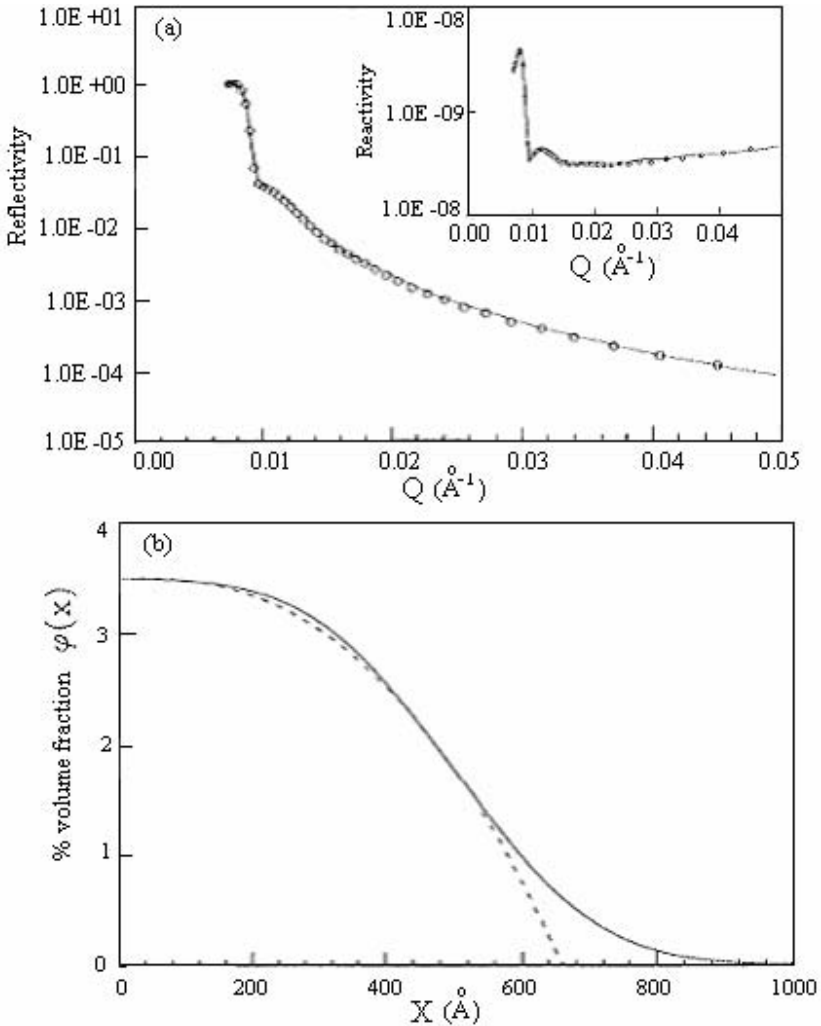 (a)
1.0E +01
1.0E +00
1.0E -01
1.0E -02
1.0E -03
1.0E -04
1.0E -05
Reflectivity
0.00 0.01 0.02 0.03 0.04 0.05
Q (Å-1)
1.0E -08
1.0E -09
1.0E -08
Reactivity
0.00 0.01 0.02 0.03 0.04
Q (Å-1)
(b)
4
3
2
1
0
% volume fraction φ(x)
0 200 400 600 800 1000
X (Å)